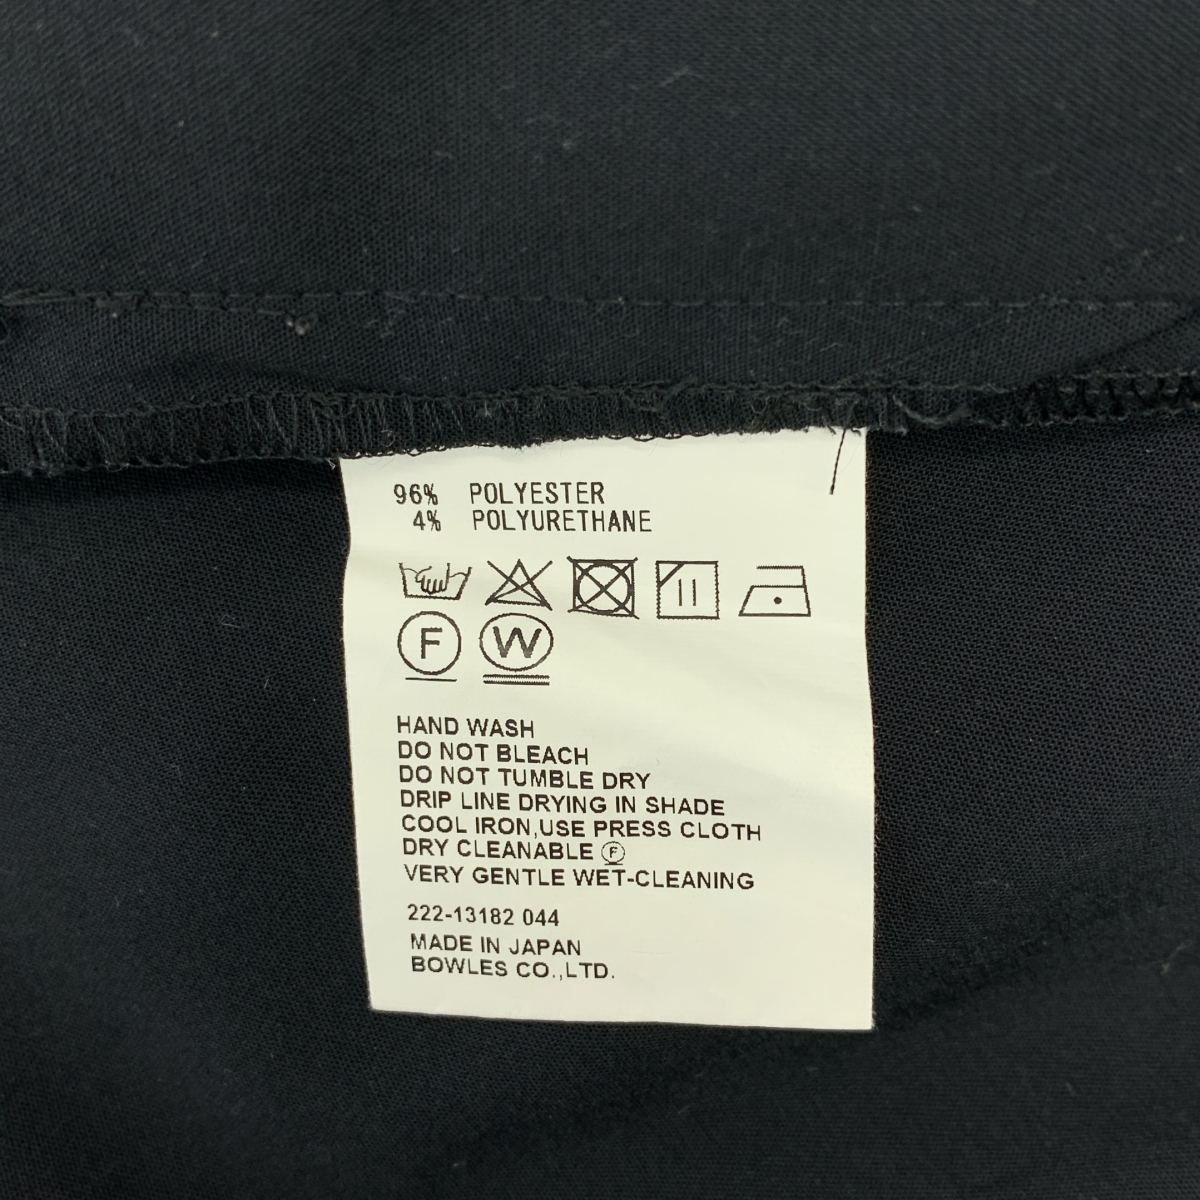 96% POLYESTER
4% POLYURETHANE
F W
HAND WASH
DO NOT BLEACH
DO NOT TUMBLE DRY
DRIP LINE DRYING IN SHADE
COOL IRON,USE PRESS CLOTH
DRY CLEANABLE Ⓕ
VERY GENTLE WET-CLEANING
222-13182 044
MADE IN JAPAN
BOWLES CO.,LTD.